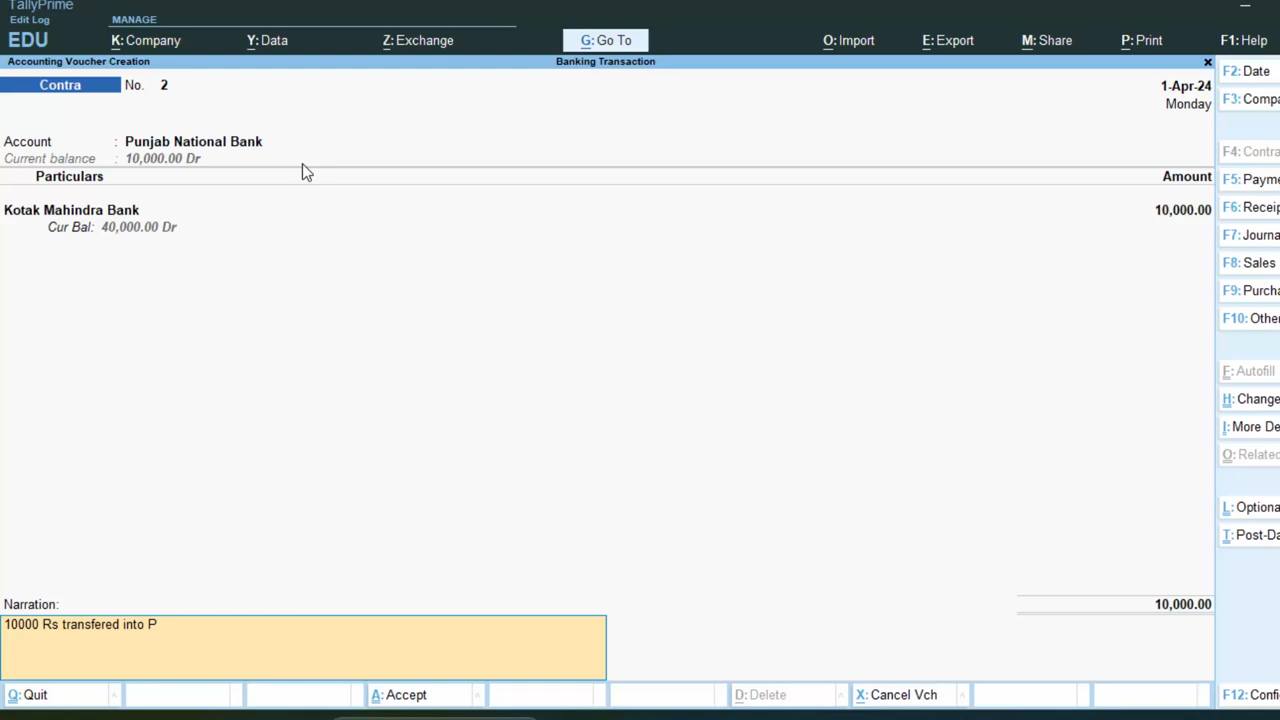 TallyPrime
Edit Log
MANAGE
EDU
K: Company
Y: Data
Z: Exchange
G: Go To
O: Import
E: Export
M: Share
P: Print
F1: Help
Accounting Voucher Creation
Banking Transaction
Contra No. 2
1-Apr-24
Monday
Account : Punjab National Bank
Current balance : 10,000.00 Dr
Particulars
Amount
Kotak Mahindra Bank
10,000.00
Cur Bal: 40,000.00 Dr
Narration:
10,000.00
10000 Rs transfered into P
Q: Quit
A: Accept
D: Delete
X: Cancel Vch
F2: Date
F3: Compa
F4: Contra
F5: Payme
F6: Receip
F7: Journa
F8: Sales
F9: Purcha
F10: Other
F: Autofill
H: Change
I: More De
O: Related
L: Optiona
T: Post-Da
F12: Confi